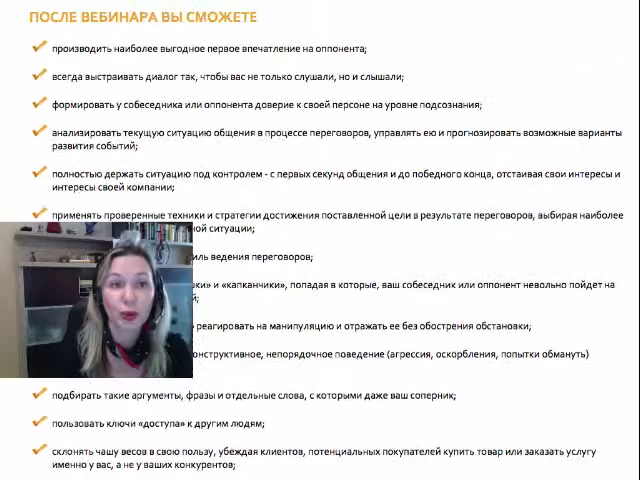 ПОСЛЕ ВЕБИНАРА ВЫ СМОЖЕТЕ
производить наиболее выгодное первое впечатление на оппонента;
всегда выстраивать диалог так, чтобы вас не только слушали, но и слышали;
формировать у собеседника или оппонента доверие к своей персоне на уровне подсознания;
анализировать текущую ситуацию общения в процессе переговоров, управлять ею и прогнозировать возможные варианты
развития событий;
полностью держать ситуацию под контролем - с первых секунд общения и до победного конца, отстаивая свои интересы и
интересы своей компании;
применять проверенные техники и стратегии достижения поставленной цели в результате переговоров, выбирая наиболее
ситуации;
ведения переговоров;
и «капканчики», попадая в которые, ваш собеседник или оппонент невольно пойдет на
реагировать на манипуляцию и отражать ее без обострения обстановки;
непорядочное поведение (агрессия, оскорбления, попытки обмануть)
подбирать такие аргументы, фразы и отдельные слова, с которыми даже ваш соперник;
пользовать ключи «доступа» к другим людям;
склонять чашу весов в свою пользу, убеждая клиентов, потенциальных покупателей купить товар или заказать услугу
именно у вас, а не у ваших конкурентов;